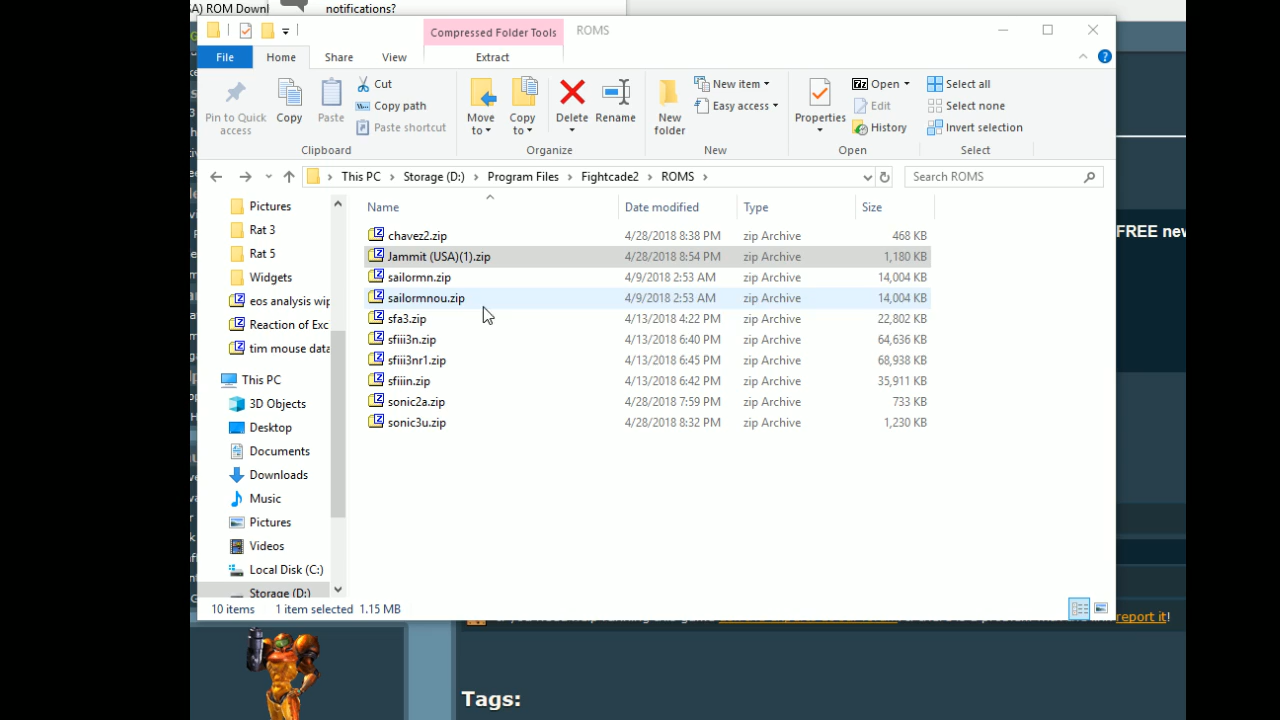 A) ROM Downl
notifications?
Compressed Folder Tools
ROMS
File
Home
Share
View
Extract
Pin to Quick access
Copy
Paste
Cut
Copy path
Paste shortcut
Clipboard
Move to
Copy to
Delete
Rename
Organize
New folder
New item
Easy access
New
Properties
Open
Edit
History
Open
Select all
Select none
Invert selection
Select
This PC > Storage (D:) > Program Files > Fightcade2 > ROMS >
Search ROMS
Name
Date modified
Type
Size
chavez2.zip 4/28/2018 8:38 PM zip Archive 468 KB
Jammit (USA)(1).zip 4/28/2018 8:54 PM zip Archive 1,180 KB
sailormn.zip 4/9/2018 2:53 AM zip Archive 14,004 KB
sailormnou.zip 4/9/2018 2:53 AM zip Archive 14,004 KB
sfa3.zip 4/13/2018 4:22 PM zip Archive 22,802 KB
sfiii3n.zip 4/13/2018 6:40 PM zip Archive 64,636 KB
sfiii3nr1.zip 4/13/2018 6:45 PM zip Archive 68,938 KB
sfiiin.zip 4/13/2018 6:42 PM zip Archive 35,911 KB
sonic2a.zip 4/28/2018 7:59 PM zip Archive 733 KB
sonic3u.zip 4/28/2018 8:32 PM zip Archive 1,230 KB
Pictures
Rat 3
Rat 5
Widgets
eos analysis wip
Reaction of Exc
tim mouse data
This PC
3D Objects
Desktop
Documents
Downloads
Music
Pictures
Videos
Local Disk (C:)
Storage (D:)
10 items 1 item selected 1.15 MB
FREE new
report it!
Tags: